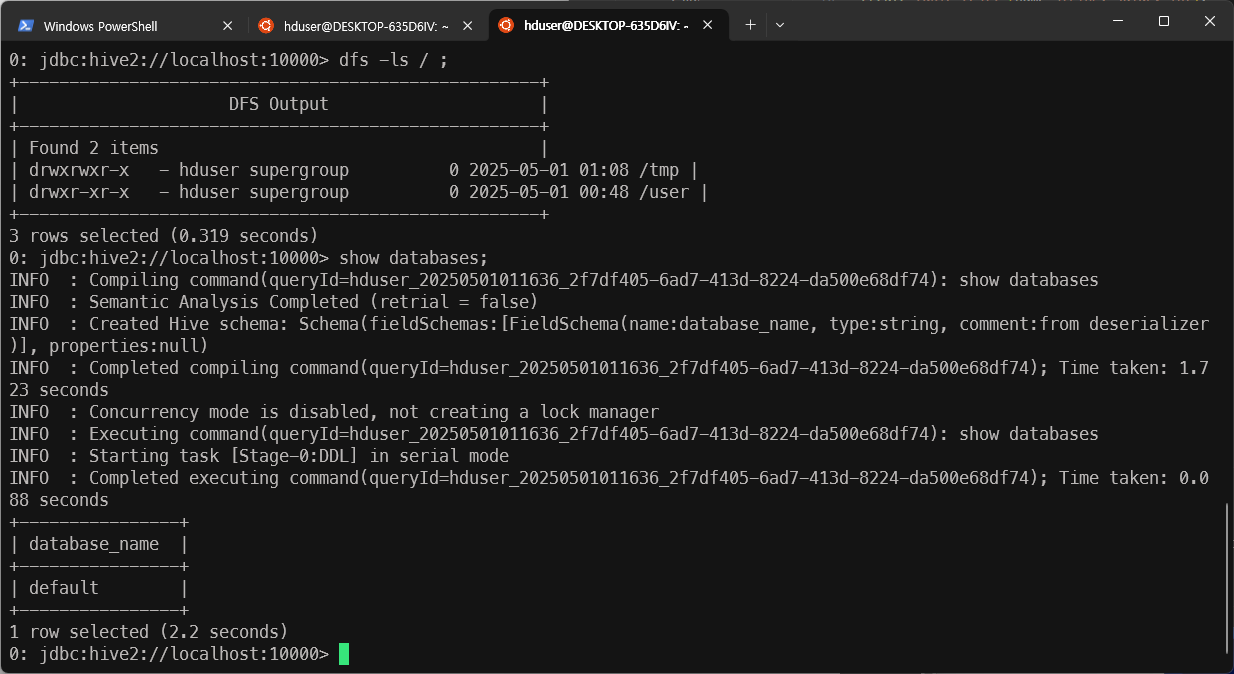 Windows PowerShell
hduser@DESKTOP-635D6IV: ~
hduser@DESKTOP-635D6IV: ~
0: jdbc:hive2://localhost:10000> dfs -ls / ;
+----------------------------------------------------+
|                     DFS Output                     |
+----------------------------------------------------+
| Found 2 items                                      |
| drwxrwxr-x   - hduser supergroup          0 2025-05-01 01:08 /tmp |
| drwxr-xr-x   - hduser supergroup          0 2025-05-01 00:48 /user |
+----------------------------------------------------+
3 rows selected (0.319 seconds)
0: jdbc:hive2://localhost:10000> show databases;
INFO  : Compiling command(queryId=hduser_20250501011636_2f7df405-6ad7-413d-8224-da500e68df74): show databases
INFO  : Semantic Analysis Completed (retrial = false)
INFO  : Created Hive schema: Schema(fieldSchemas:[FieldSchema(name:database_name, type:string, comment:from deserializer
)], properties:null)
INFO  : Completed compiling command(queryId=hduser_20250501011636_2f7df405-6ad7-413d-8224-da500e68df74); Time taken: 1.7
23 seconds
INFO  : Concurrency mode is disabled, not creating a lock manager
INFO  : Executing command(queryId=hduser_20250501011636_2f7df405-6ad7-413d-8224-da500e68df74): show databases
INFO  : Starting task [Stage-0:DDL] in serial mode
INFO  : Completed executing command(queryId=hduser_20250501011636_2f7df405-6ad7-413d-8224-da500e68df74); Time taken: 0.0
88 seconds
+----------------+
| database_name  |
+----------------+
| default        |
+----------------+
1 row selected (2.2 seconds)
0: jdbc:hive2://localhost:10000>